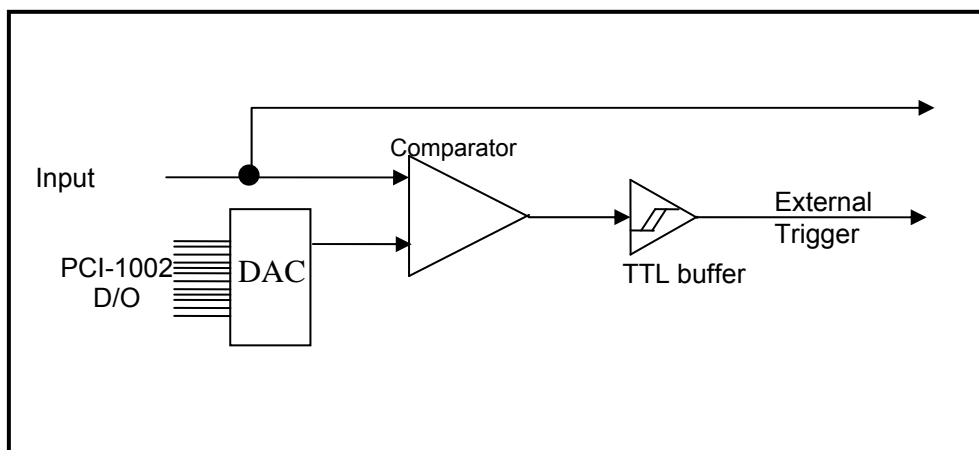 Comparator
Input
External
Trigger
PCI-1002
D/O
DAC
TTL buffer